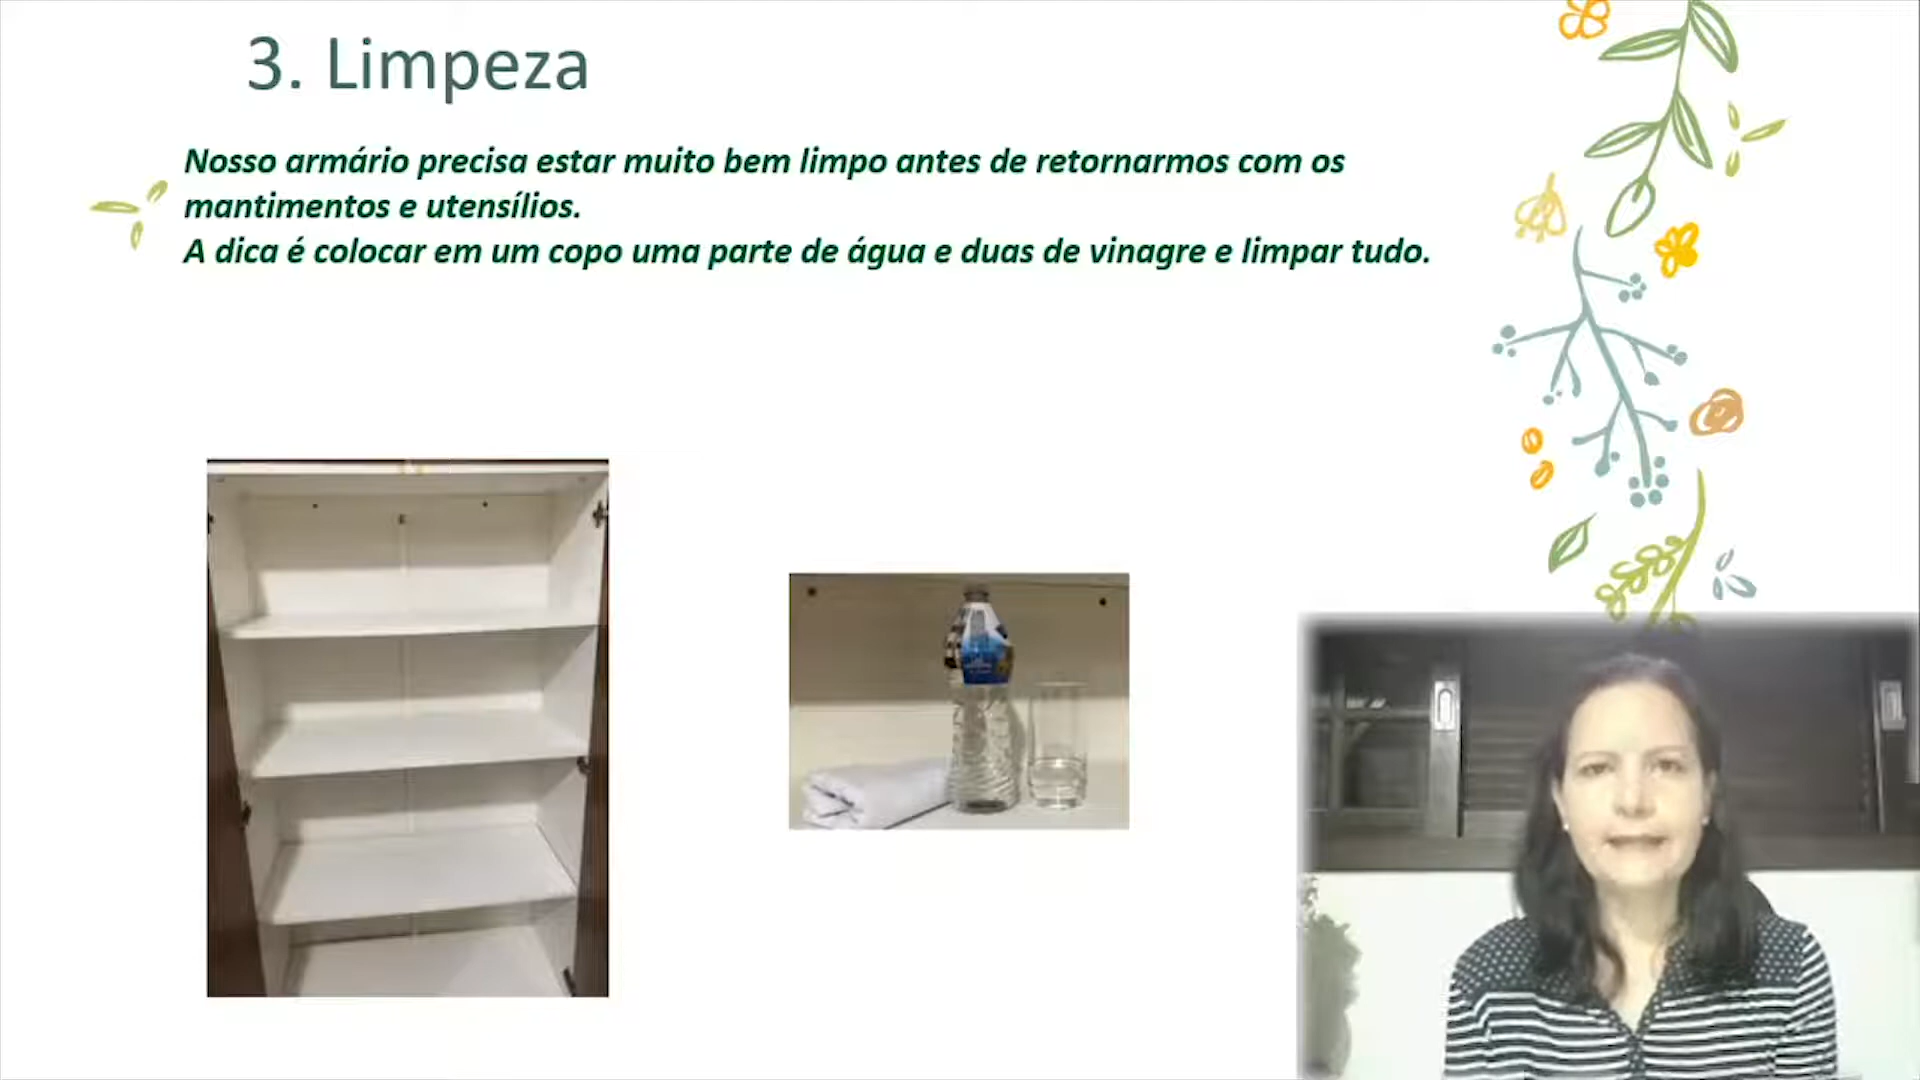 3. Limpeza
Nosso armário precisa estar muito bem limpo antes de retornarmos com os
mantimentos e utensílios.
A dica é colocar em um copo uma parte de água e duas de vinagre e limpar tudo.